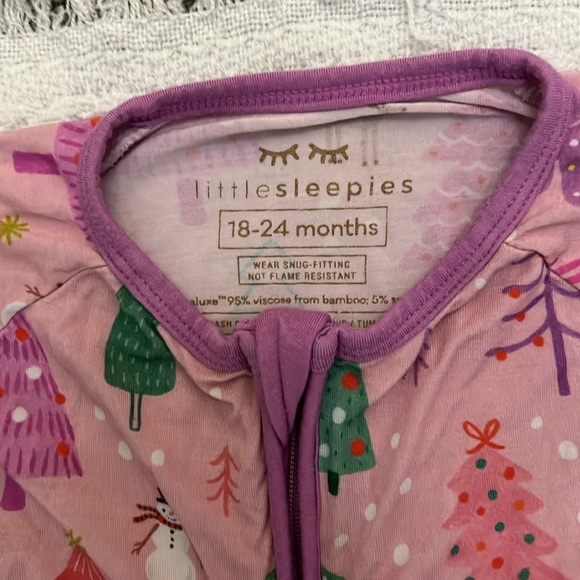 littlesleepies
18-24 months
WEAR SNUG-FITTING
NOT FLAME RESISTANT
95% viscose from bamboo; 5%